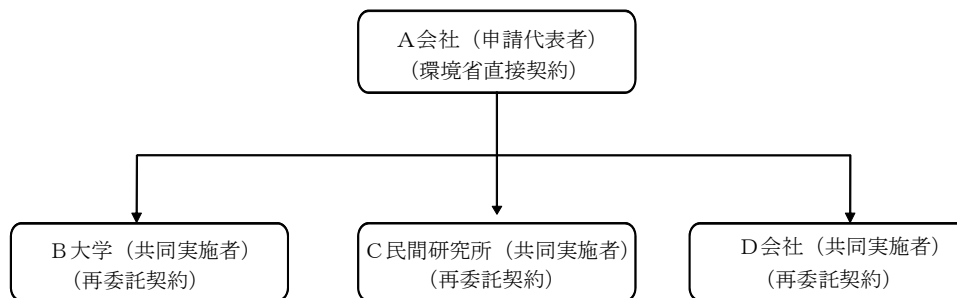 A会社（申請代表者）
（環境省直接契約）
B大学（共同実施者）
（再委託契約）
C民間研究所（共同実施者）
（再委託契約）
D会社（共同実施者）
（再委託契約）